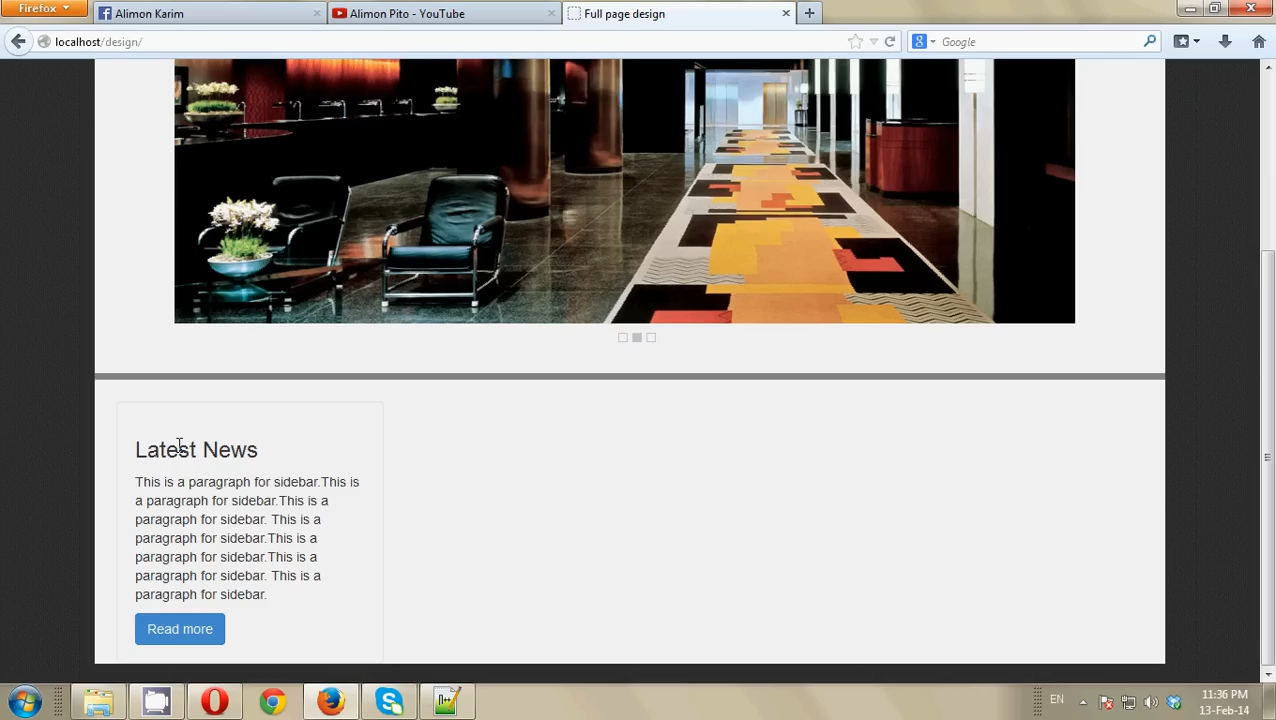 Firefox
Alimon Karim
Alimon Pito - YouTube
Full page design
localhost/design/
Google
Latest News
This is a paragraph for sidebar.This is
a paragraph for sidebar.This is a
paragraph for sidebar. This is a
paragraph for sidebar.This is a
paragraph for sidebar.This is a
paragraph for sidebar. This is a
paragraph for sidebar.
Read more
EN
11:36 PM
13-Feb-14